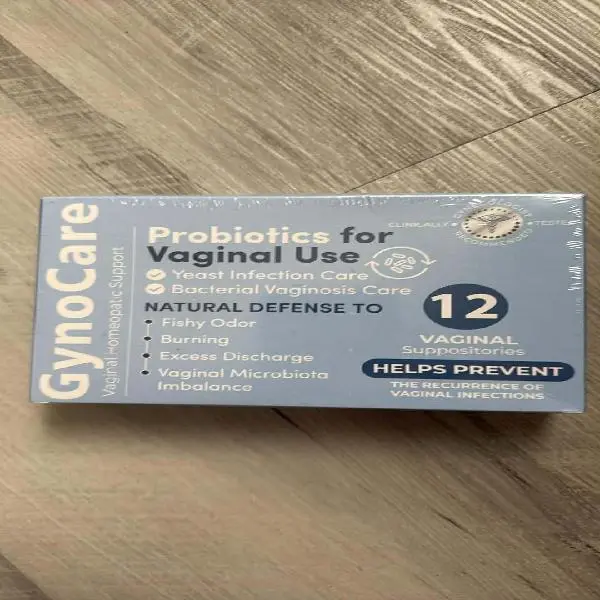 GynoCare
Vaginal Homeopathic Support
Probiotics for
Vaginal Use
Yeast Infection Care
Bacterial Vaginosis Care
NATURAL DEFENSE TO
Fishy Odor
Burning
Excess Discharge
Vaginal Microbiota
Imbalance
CLINICALLY
TESTED
RECOMMENDED
12
VAGINAL
Suppositories
HELPS PREVENT
THE RECURRENCE OF
VAGINAL INFECTIONS